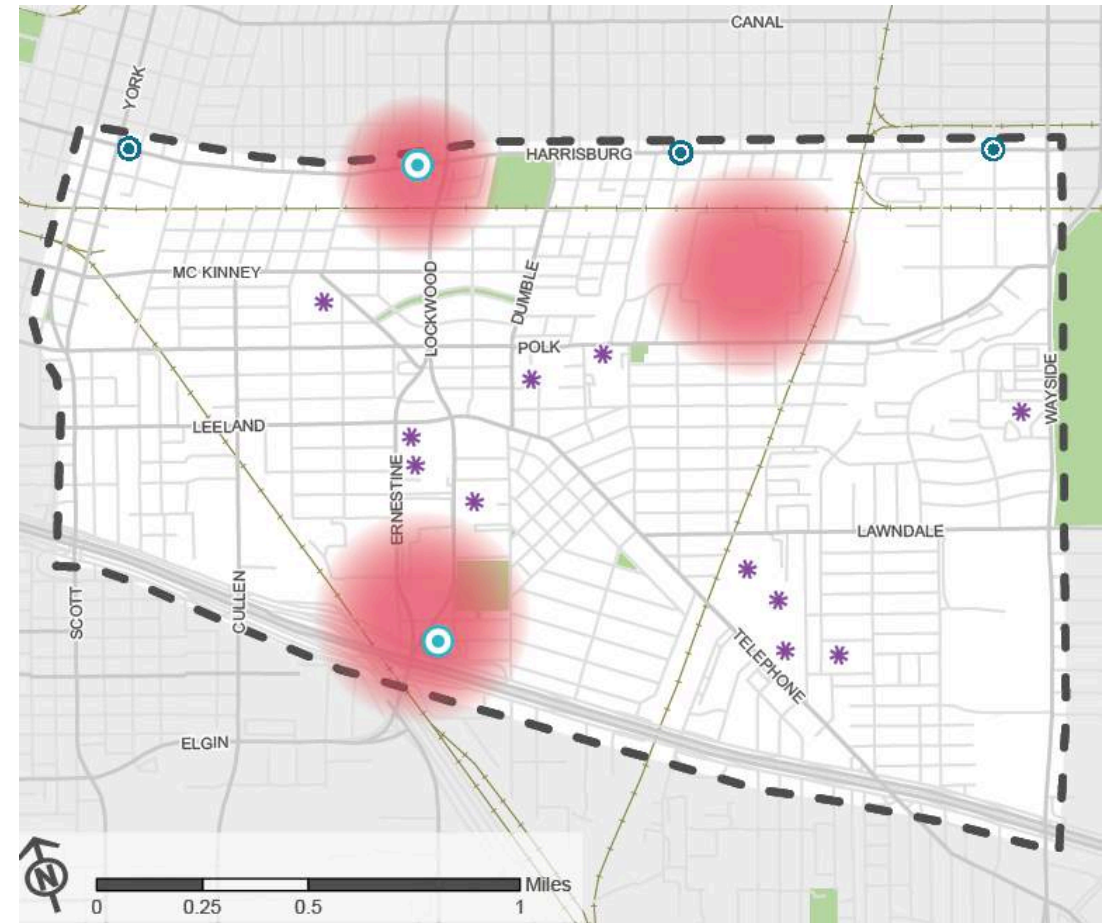 CANAL
YORK
HARRISBURG
MC KINNEY
LOCKWOOD
DUMBLE
POLK
WAYSIDE
LEELAND
ERNESTINE
LAWNDALE
SCOTT
CULLEN
TELEPHONE
ELGIN
N
Miles
0 0.25 0.5 1